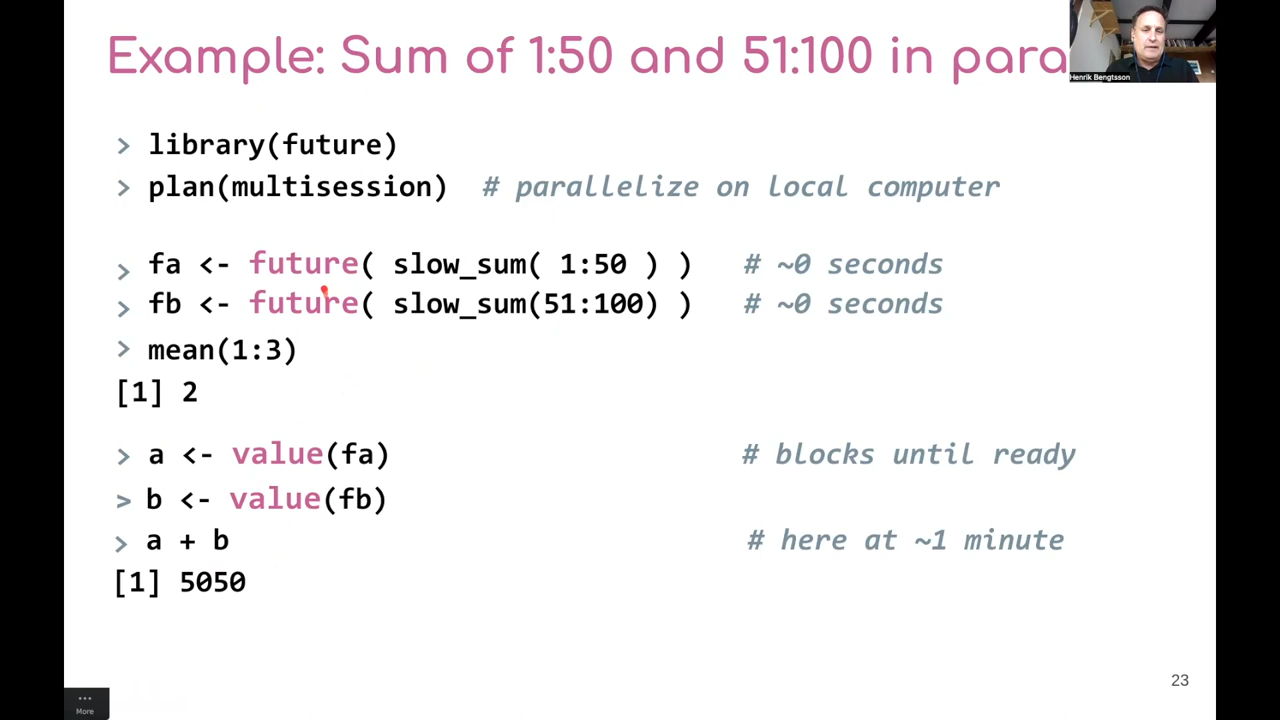 Example: Sum of 1:50 and 51:100 in para
Henrik Bengtsson
> library(future)
> plan(multisession) # parallelize on local computer
> fa <- future( slow_sum( 1:50 ) ) # ~0 seconds
> fb <- future( slow_sum(51:100) ) # ~0 seconds
> mean(1:3)
[1] 2
> a <- value(fa) # blocks until ready
> b <- value(fb)
> a + b # here at ~1 minute
[1] 5050
23
More